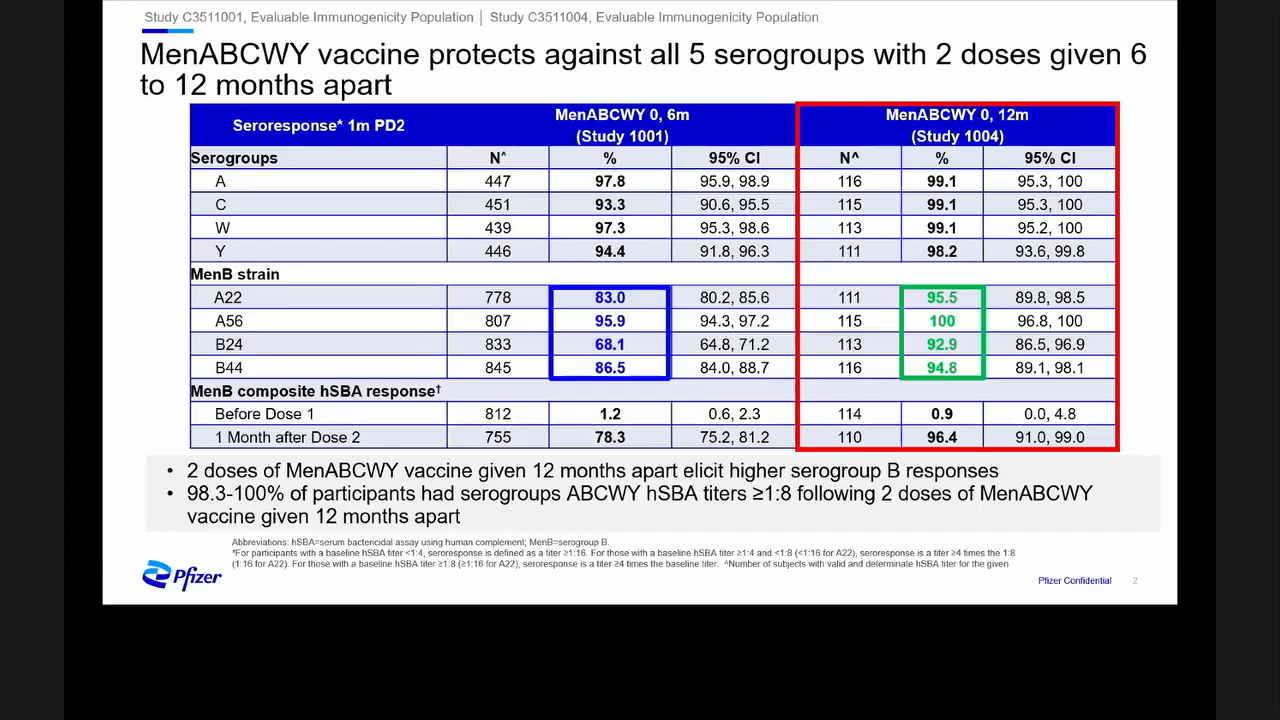 Study C3511001, Evaluable Immunogenicity Population │ Study C3511004, Evaluable Immunogenicity Population
MenABCWY vaccine protects against all 5 serogroups with 2 doses given 6
to 12 months apart
Seroresponse* 1m PD2 MenABCWY 0, 6m (Study 1001) MenABCWY 0, 12m (Study 1004)
Serogroups N^ % 95% CI N^ % 95% CI
A 447 97.8 95.9, 98.9 116 99.1 95.3, 100
C 451 93.3 90.6, 95.5 115 99.1 95.3, 100
W 439 97.3 95.3, 98.6 113 99.1 95.2, 100
Y 446 94.4 91.8, 96.3 111 98.2 93.6, 99.8
MenB strain
A22 778 83.0 80.2, 85.6 111 95.5 89.8, 98.5
A56 807 95.9 94.3, 97.2 115 100 96.8, 100
B24 833 68.1 64.8, 71.2 113 92.9 86.5, 96.9
B44 845 86.5 84.0, 88.7 116 94.8 89.1, 98.1
MenB composite hSBA response†
Before Dose 1 812 1.2 0.6, 2.3 114 0.9 0.0, 4.8
1 Month after Dose 2 755 78.3 75.2, 81.2 110 96.4 91.0, 99.0
• 2 doses of MenABCWY vaccine given 12 months apart elicit higher serogroup B responses
• 98.3-100% of participants had serogroups ABCWY hSBA titers ≥1:8 following 2 doses of MenABCWY
vaccine given 12 months apart
Abbreviations: hSBA=serum bactericidal assay using human complement; MenB=serogroup B.
*For participants with a baseline hSBA titer <1:4, seroresponse is defined as a titer ≥1:16. For those with a baseline hSBA titer ≥1:4 and <1:8 (<1:16 for A22), seroresponse is a titer ≥4 times the 1:8
(1:16 for A22). For those with a baseline hSBA titer ≥1:8 (≥1:16 for A22), seroresponse is a titer ≥4 times the baseline titer. ^Number of subjects with valid and determinate hSBA titer for the given
Pfizer
Pfizer Confidential 2